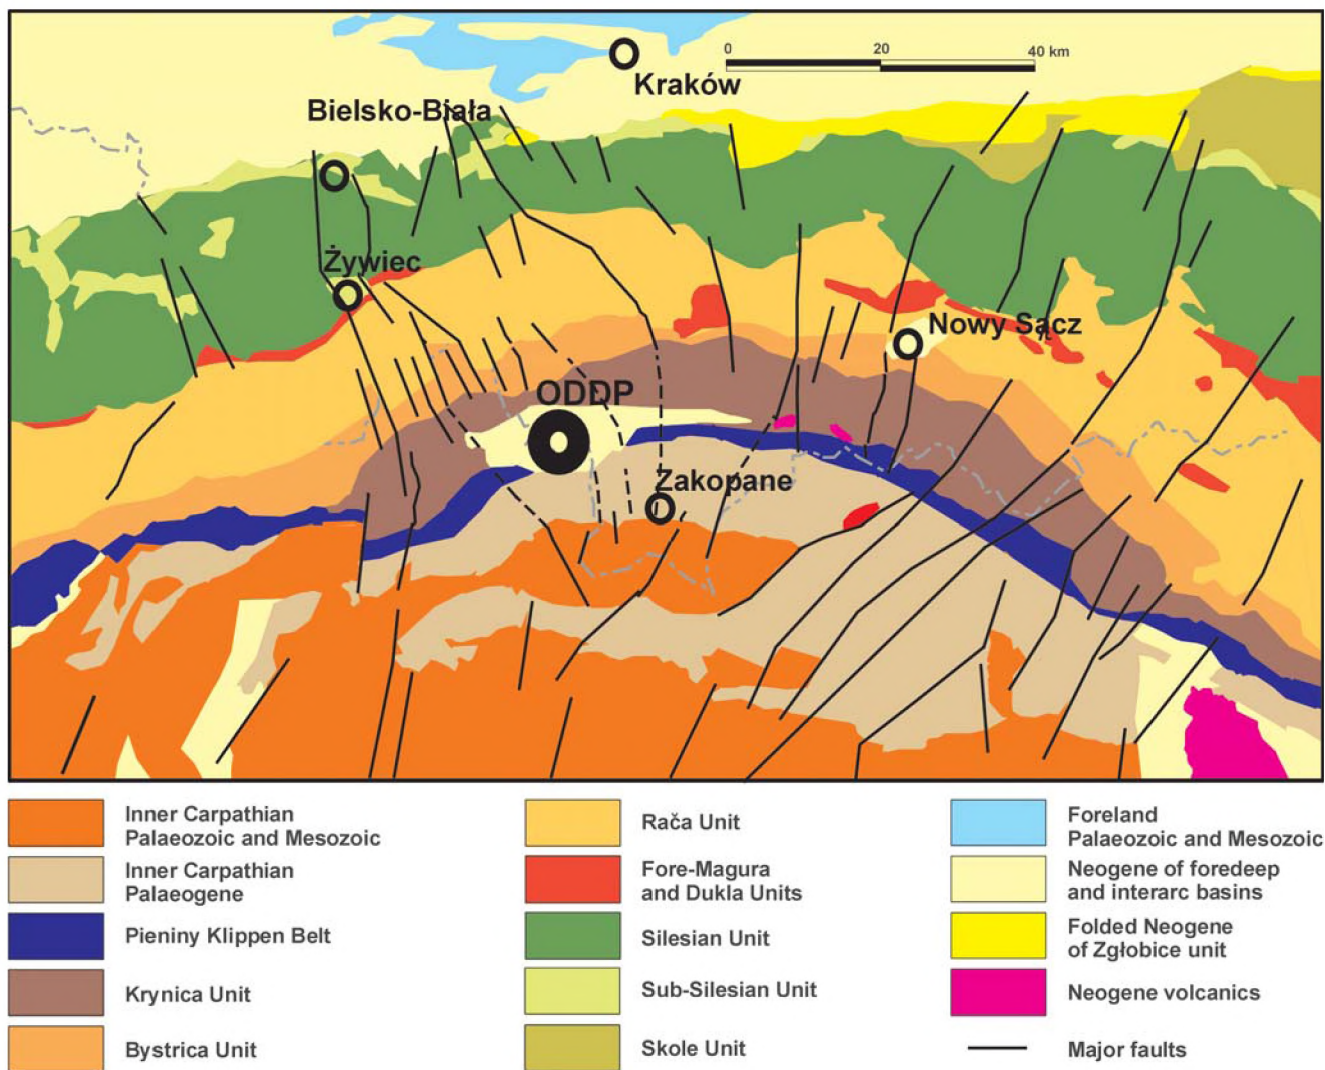 0 20 40 km
Kraków
Bielsko-Biała
Żywiec
Nowy Sącz
ODDP
Zakopane
Inner Carpathian
Palaeozoic and Mesozoic
Inner Carpathian
Palaeogene
Pieniny Klippen Belt
Krynica Unit
Bystrica Unit
Rača Unit
Fore-Magura
and Dukla Units
Silesian Unit
Sub-Silesian Unit
Skole Unit
Foreland
Palaeozoic and Mesozoic
Neogene of foredeep
and interarc basins
Folded Neogene
of Zgłobice unit
Neogene volcanics
Major faults